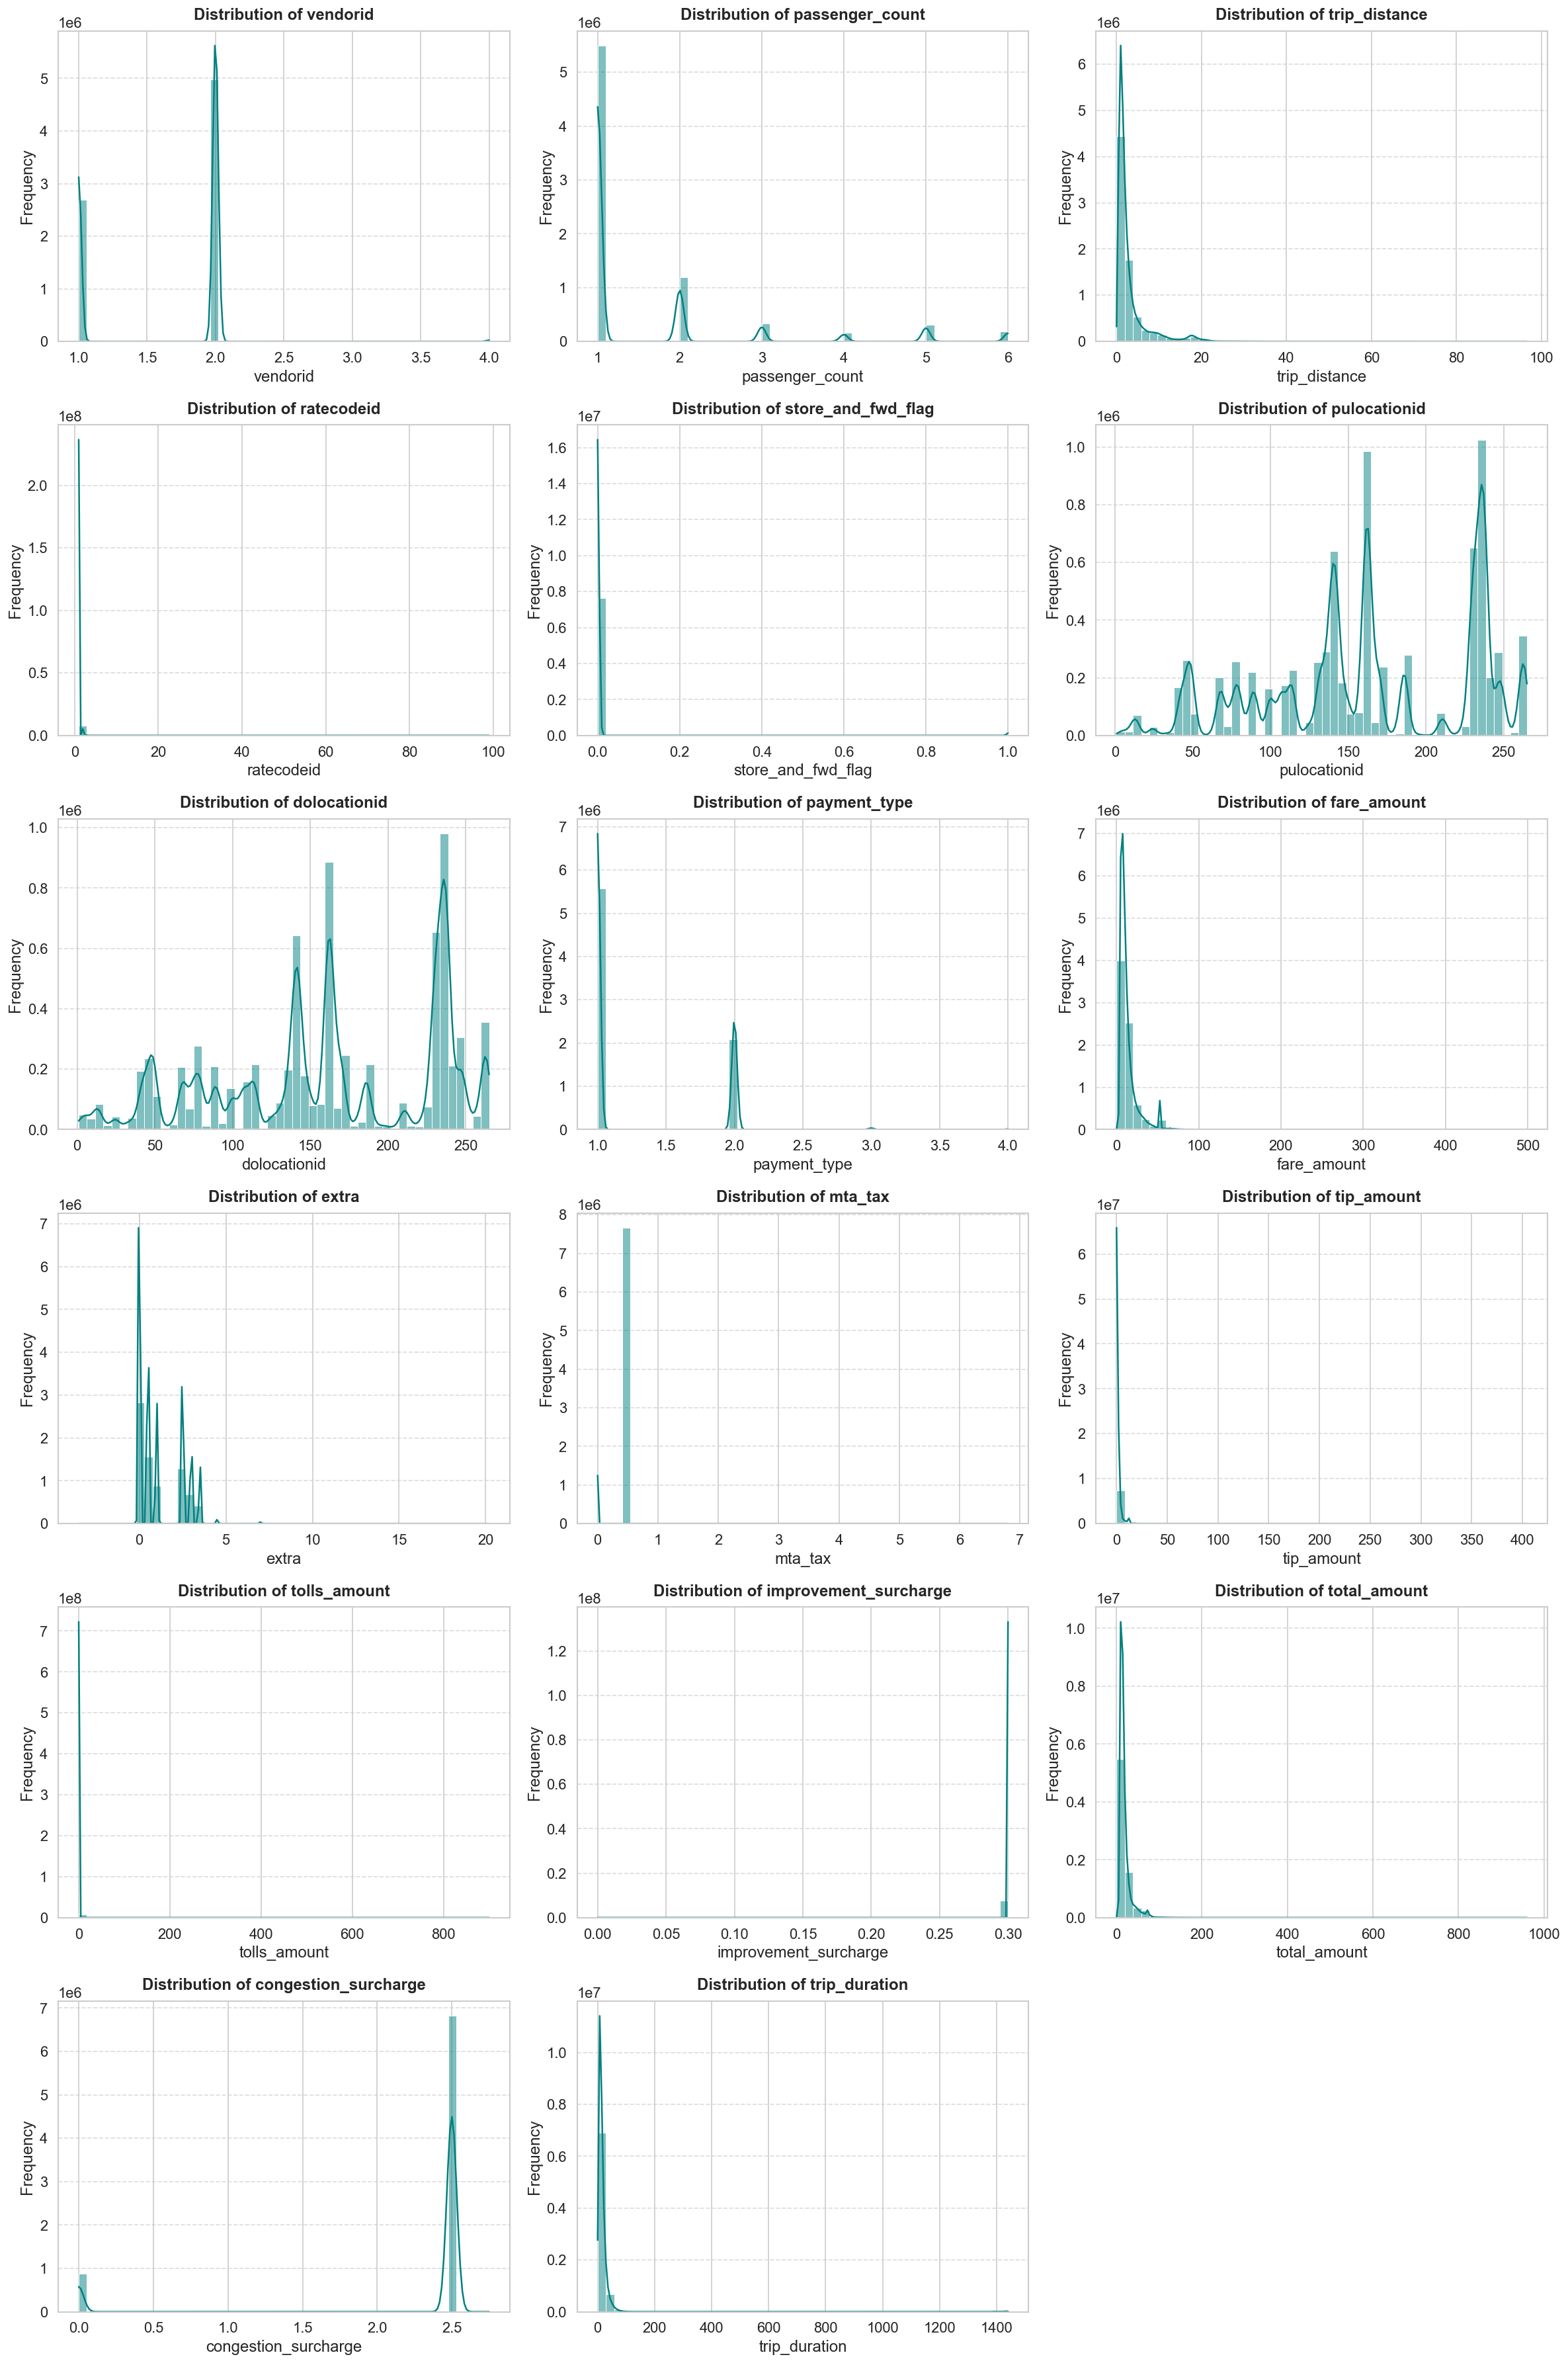 Distribution of vendorid
1e6
Frequency
5
4
3
2
1
0
1.0 1.5 2.0 2.5 3.0 3.5 4.0
vendorid
Distribution of passenger_count
1e6
Frequency
5
4
3
2
1
0
1 2 3 4 5 6
passenger_count
Distribution of trip_distance
1e6
Frequency
6
5
4
3
2
1
0
0 20 40 60 80 100
trip_distance
Distribution of ratecodeid
1e8
Frequency
2.0
1.5
1.0
0.5
0.0
0 20 40 60 80 100
ratecodeid
Distribution of store_and_fwd_flag
1e7
Frequency
1.6
1.4
1.2
1.0
0.8
0.6
0.4
0.2
0.0
0.0 0.2 0.4 0.6 0.8 1.0
store_and_fwd_flag
Distribution of pulocationid
1e6
Frequency
1.0
0.8
0.6
0.4
0.2
0.0
0 50 100 150 200 250
pulocationid
Distribution of dolocationid
1e6
Frequency
1.0
0.8
0.6
0.4
0.2
0.0
0 50 100 150 200 250
dolocationid
Distribution of payment_type
1e6
Frequency
7
6
5
4
3
2
1
0
1.0 1.5 2.0 2.5 3.0 3.5 4.0
payment_type
Distribution of fare_amount
1e6
Frequency
7
6
5
4
3
2
1
0
0 100 200 300 400 500
fare_amount
Distribution of extra
1e6
Frequency
7
6
5
4
3
2
1
0
0 5 10 15 20
extra
Distribution of mta_tax
1e6
Frequency
8
7
6
5
4
3
2
1
0
0 1 2 3 4 5 6 7
mta_tax
Distribution of tip_amount
1e7
Frequency
6
5
4
3
2
1
0
0 50 100 150 200 250 300 350 400
tip_amount
Distribution of tolls_amount
1e8
Frequency
7
6
5
4
3
2
1
0
0 200 400 600 800
tolls_amount
Distribution of improvement_surcharge
1e8
Frequency
1.2
1.0
0.8
0.6
0.4
0.2
0.0
0.00 0.05 0.10 0.15 0.20 0.25 0.30
improvement_surcharge
Distribution of total_amount
1e7
Frequency
1.0
0.8
0.6
0.4
0.2
0.0
0 200 400 600 800 1000
total_amount
Distribution of congestion_surcharge
1e6
Frequency
7
6
5
4
3
2
1
0
0.0 0.5 1.0 1.5 2.0 2.5
congestion_surcharge
Distribution of trip_duration
1e7
Frequency
1.0
0.8
0.6
0.4
0.2
0.0
0 200 400 600 800 1000 1200 1400
trip_duration